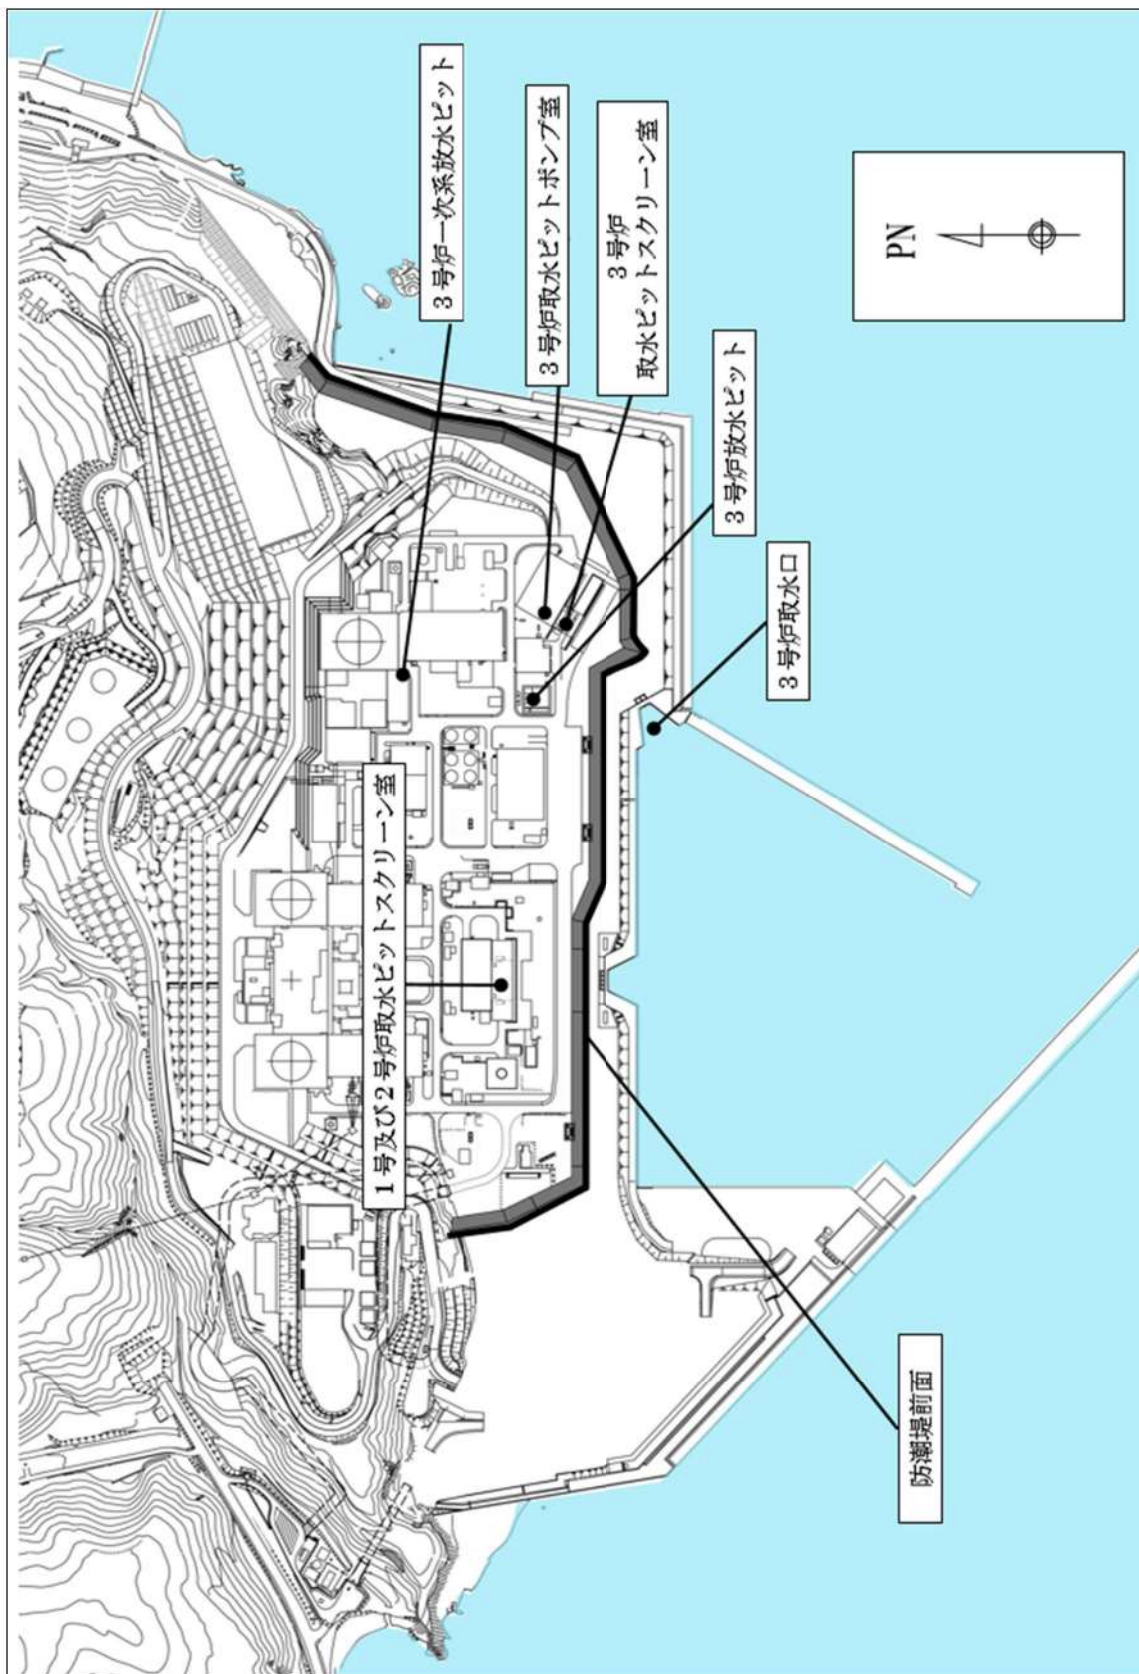 3号炉一次系放水ピット
3号炉取水ピットポンプ室
3号炉
取水ピットスクリーン室
3号炉放水ピット
3号炉取水口
1号及び2号炉取水ピットスクリーン室
防潮堤前面
PN